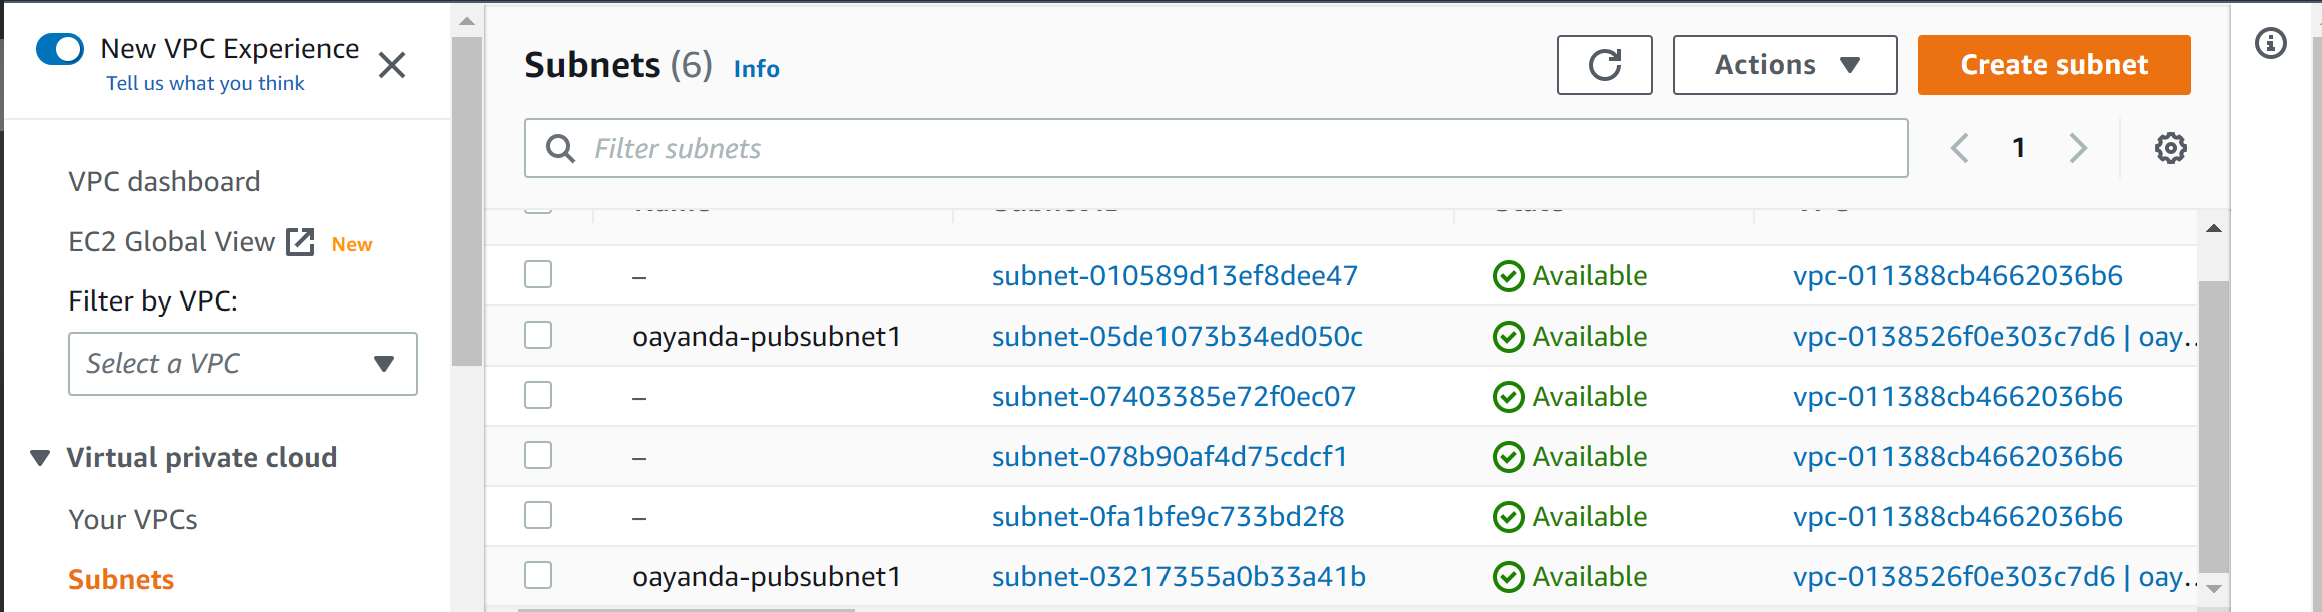 New VPC Experience
Tell us what you think
VPC dashboard
EC2 Global View New
Filter by VPC:
Select a VPC
Virtual private cloud
Your VPCs
Subnets
Subnets (6) Info
Actions
Create subnet
Filter subnets
1
Name Subnet ID State VPC
– subnet-010589d13ef8dee47 Available vpc-011388cb4662036b6
oayanda-pubsubnet1 subnet-05de1073b34ed050c Available vpc-0138526f0e303c7d6 | oay…
– subnet-07403385e72f0ec07 Available vpc-011388cb4662036b6
– subnet-078b90af4d75cdcf1 Available vpc-011388cb4662036b6
– subnet-0fa1bfe9c733bd2f8 Available vpc-011388cb4662036b6
oayanda-pubsubnet1 subnet-03217355a0b33a41b Available vpc-0138526f0e303c7d6 | oay…